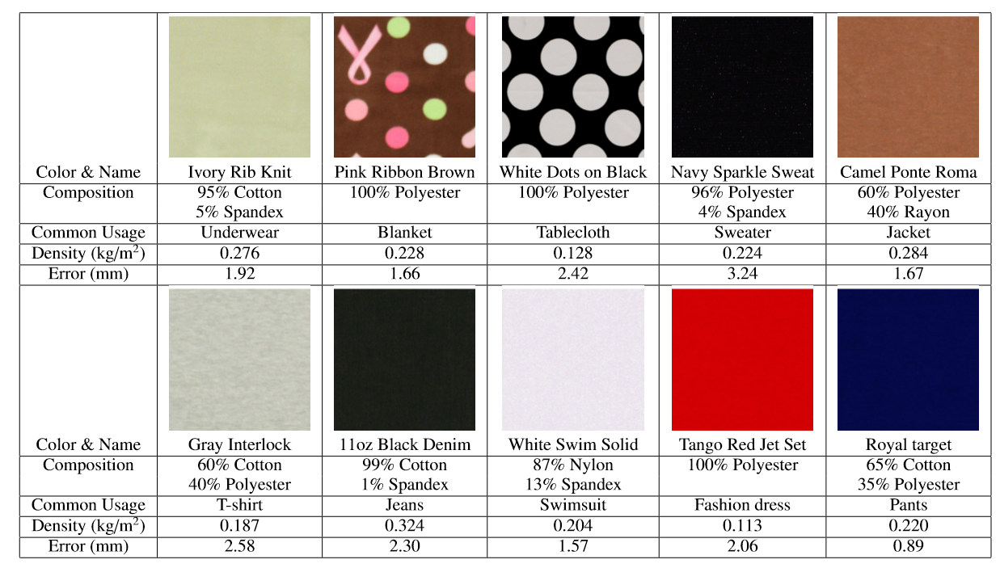 Color & Name Ivory Rib Knit Pink Ribbon Brown White Dots on Black Navy Sparkle Sweat Camel Ponte Roma
Composition 95% Cotton 100% Polyester 100% Polyester 96% Polyester 60% Polyester
5% Spandex 4% Spandex 40% Rayon
Common Usage Underwear Blanket Tablecloth Sweater Jacket
Density (kg/m²) 0.276 0.228 0.128 0.224 0.284
Error (mm) 1.92 1.66 2.42 3.24 1.67
Color & Name Gray Interlock 11oz Black Denim White Swim Solid Tango Red Jet Set Royal target
Composition 60% Cotton 99% Cotton 87% Nylon 100% Polyester 65% Cotton
40% Polyester 1% Spandex 13% Spandex 35% Polyester
Common Usage T-shirt Jeans Swimsuit Fashion dress Pants
Density (kg/m²) 0.187 0.324 0.204 0.113 0.220
Error (mm) 2.58 2.30 1.57 2.06 0.89